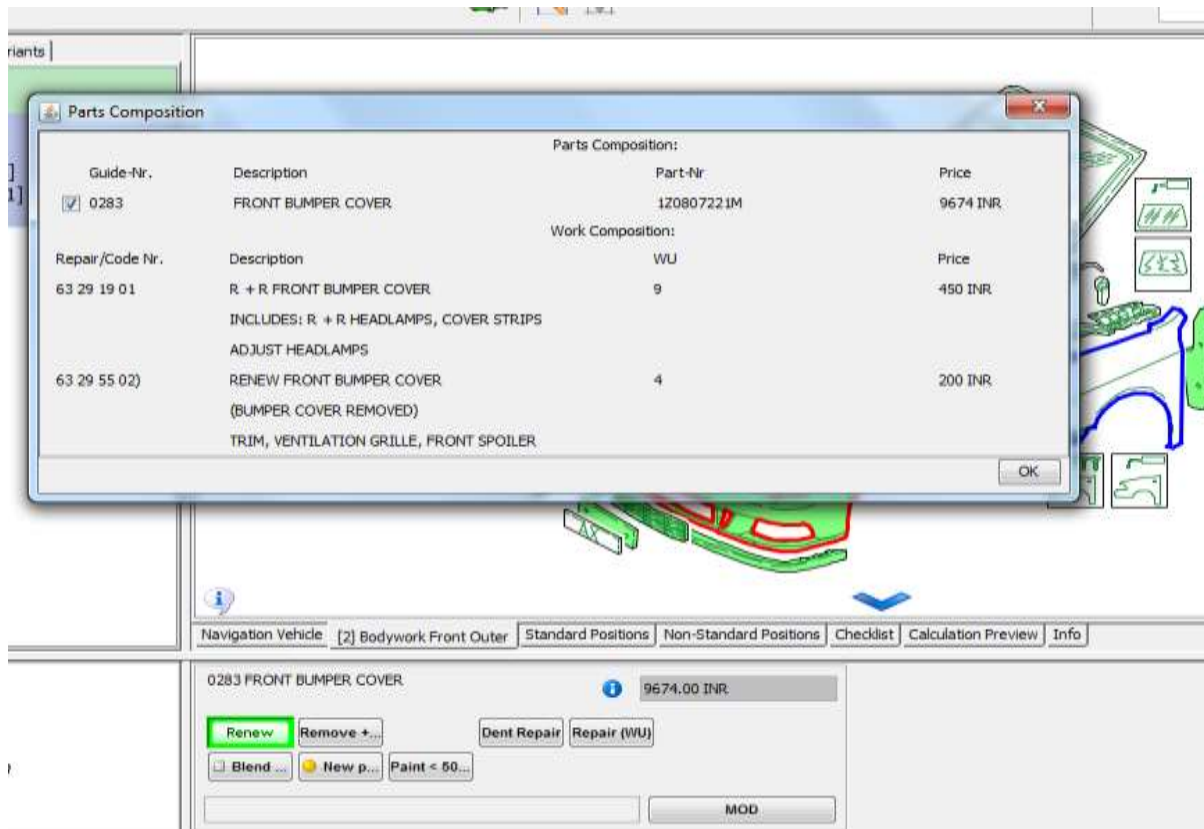 riants
Parts Composition
Parts Composition:
Guide-Nr. Description Part-Nr Price
0283 FRONT BUMPER COVER 1Z0807221M 9674 INR
Work Composition:
Repair/Code Nr. Description WU Price
63 29 19 01 R + R FRONT BUMPER COVER 9 450 INR
INCLUDES: R + R HEADLAMPS, COVER STRIPS
ADJUST HEADLAMPS
63 29 55 02) RENEW FRONT BUMPER COVER 4 200 INR
(BUMPER COVER REMOVED)
TRIM, VENTILATION GRILLE, FRONT SPOILER
OK
]
1]
Navigation Vehicle [2] Bodywork Front Outer Standard Positions Non-Standard Positions Checklist Calculation Preview Info
0283 FRONT BUMPER COVER 9674.00 INR
Renew Remove +... Dent Repair Repair (WU)
Blend ... New p... Paint < 50...
MOD